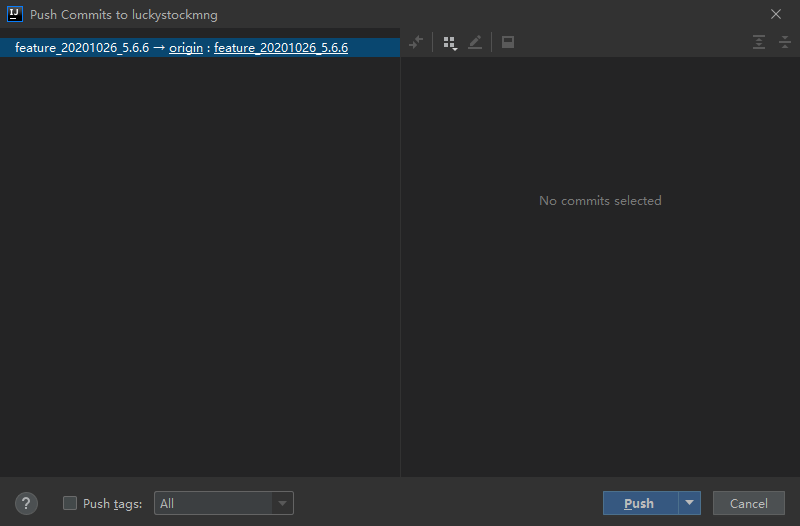 IJ
Push Commits to luckystockmng
feature_20201026_5.6.6 → origin : feature_20201026_5.6.6
No commits selected
?
Push tags:
All
Push
Cancel